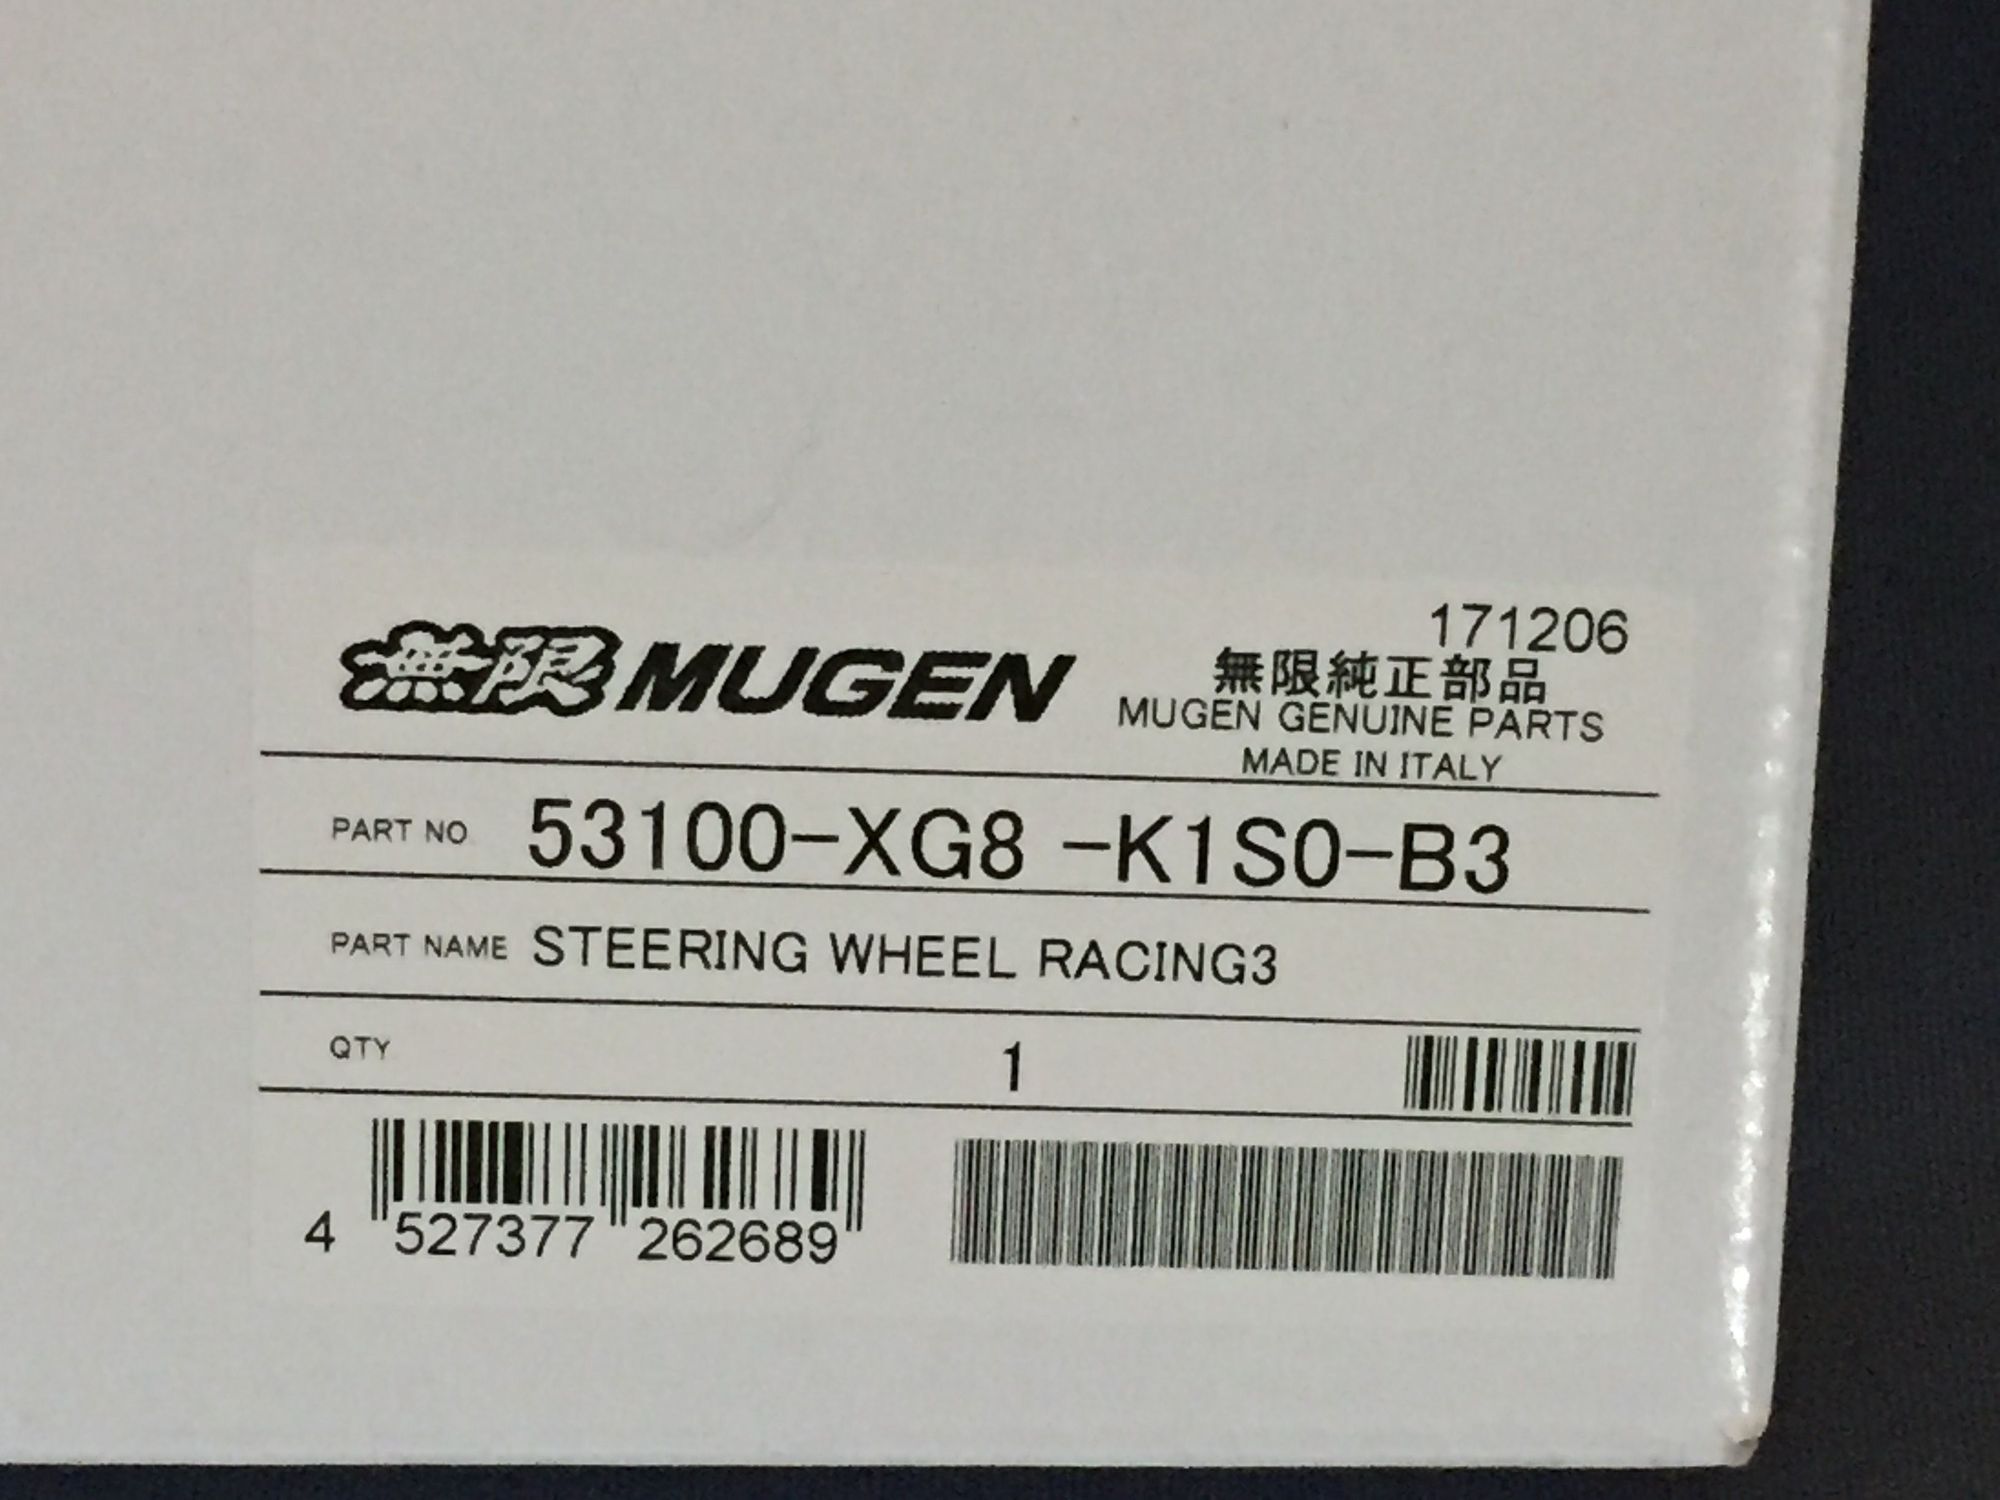 171206
無限 MUGEN
無限純正部品
MUGEN GENUINE PARTS
MADE IN ITALY
PART NO 53100-XG8 -K1S0-B3
PART NAME STEERING WHEEL RACING3
QTY 1
4 527377 262689